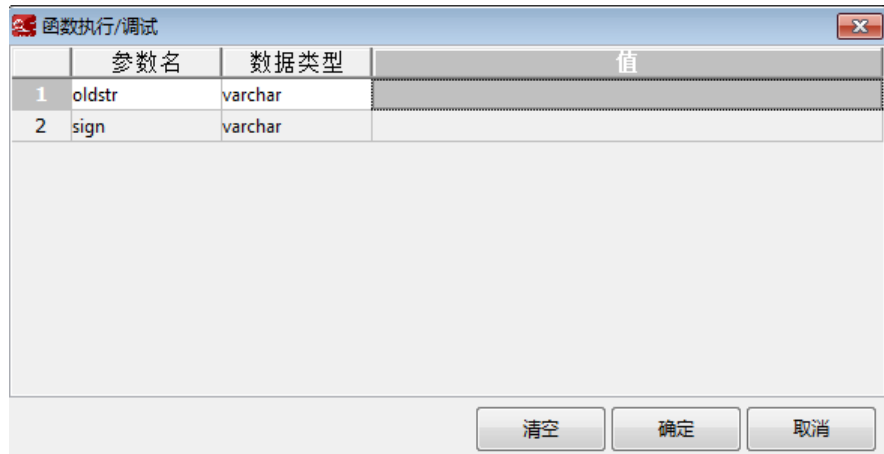 函数执行/调试
参数名 数据类型 值
1 oldstr varchar
2 sign varchar
清空 确定 取消